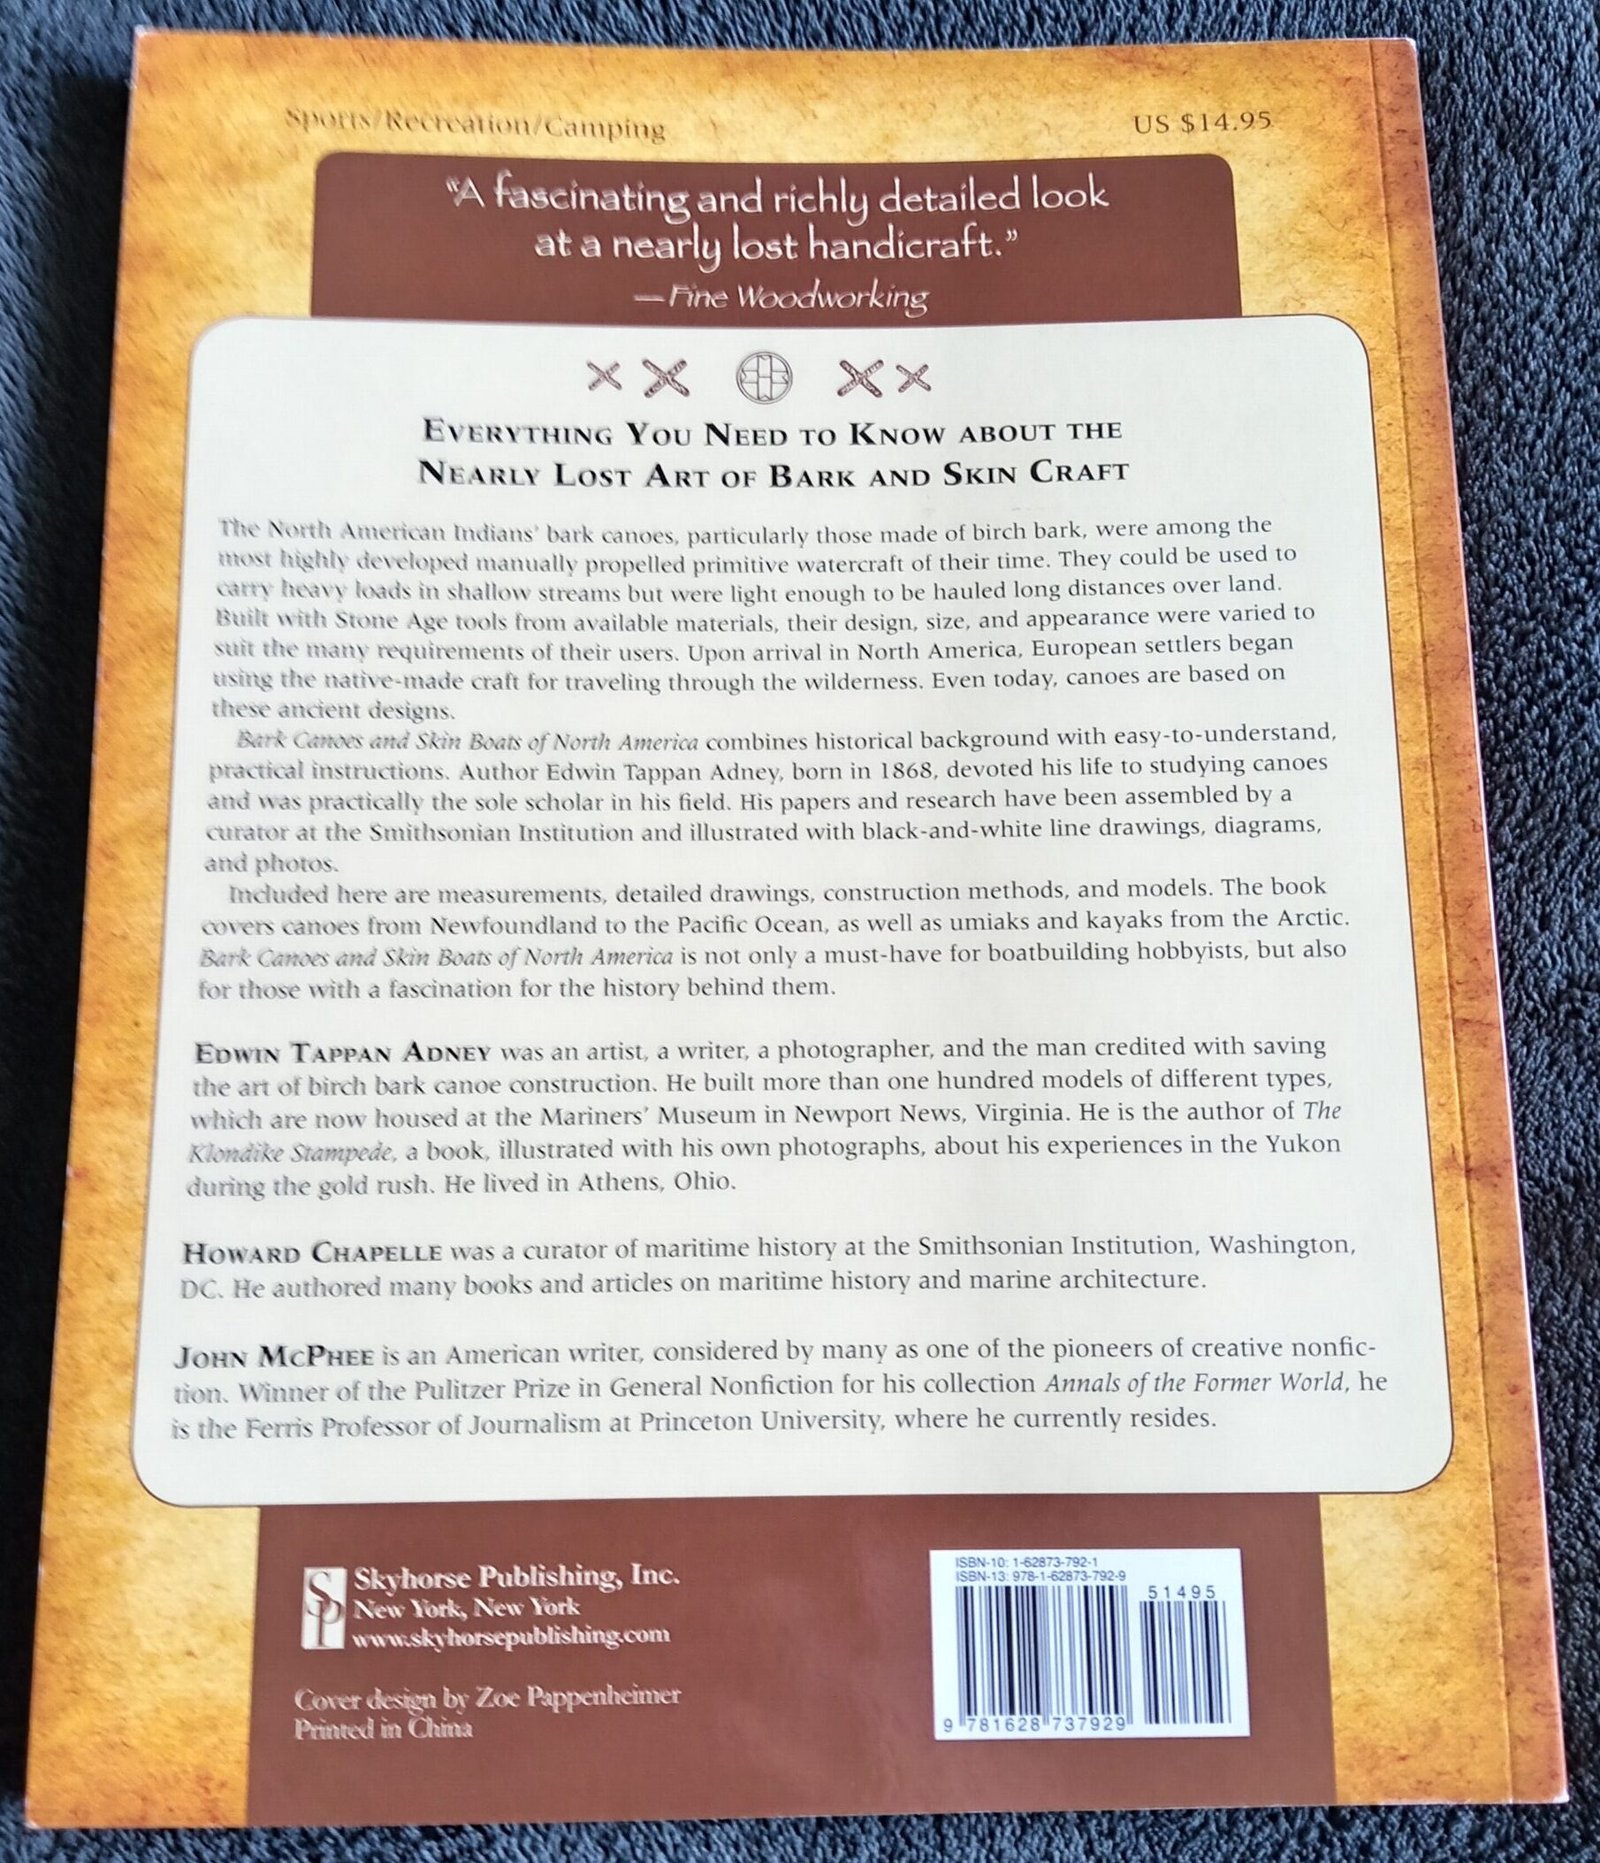 Sports/Recreation/Camping
US $14.95
"A fascinating and richly detailed look
at a nearly lost handicraft."
—Fine Woodworking
EVERYTHING YOU NEED TO KNOW ABOUT THE
NEARLY LOST ART OF BARK AND SKIN CRAFT
The North American Indians' bark canoes, particularly those made of birch bark, were among the
most highly developed manually propelled primitive watercraft of their time. They could be used to
carry heavy loads in shallow streams but were light enough to be hauled long distances over land.
Built with Stone Age tools from available materials, their design, size, and appearance were varied to
suit the many requirements of their users. Upon arrival in North America, European settlers began
using the native-made craft for traveling through the wilderness. Even today, canoes are based on
these ancient designs.
Bark Canoes and Skin Boats of North America combines historical background with easy-to-understand,
practical instructions. Author Edwin Tappan Adney, born in 1868, devoted his life to studying canoes
and was practically the sole scholar in his field. His papers and research have been assembled by a
curator at the Smithsonian Institution and illustrated with black-and-white line drawings, diagrams,
and photos.
Included here are measurements, detailed drawings, construction methods, and models. The book
covers canoes from Newfoundland to the Pacific Ocean, as well as umiaks and kayaks from the Arctic.
Bark Canoes and Skin Boats of North America is not only a must-have for boatbuilding hobbyists, but also
for those with a fascination for the history behind them.
EDWIN TAPPAN ADNEY was an artist, a writer, a photographer, and the man credited with saving
the art of birch bark canoe construction. He built more than one hundred models of different types,
which are now housed at the Mariners' Museum in Newport News, Virginia. He is the author of The
Klondike Stampede, a book, illustrated with his own photographs, about his experiences in the Yukon
during the gold rush. He lived in Athens, Ohio.
HOWARD CHAPELLE was a curator of maritime history at the Smithsonian Institution, Washington,
DC. He authored many books and articles on maritime history and marine architecture.
JOHN MCPHEE is an American writer, considered by many as one of the pioneers of creative nonfic-
tion. Winner of the Pulitzer Prize in General Nonfiction for his collection Annals of the Former World, he
is the Ferris Professor of Journalism at Princeton University, where he currently resides.
Skyhorse Publishing, Inc.
New York, New York
www.skyhorsepublishing.com
Cover design by Zoe Pappenheimer
Printed in China
ISBN-10: 1-62873-792-1
ISBN-13: 978-1-62873-792-9
51495
9 781628 737929